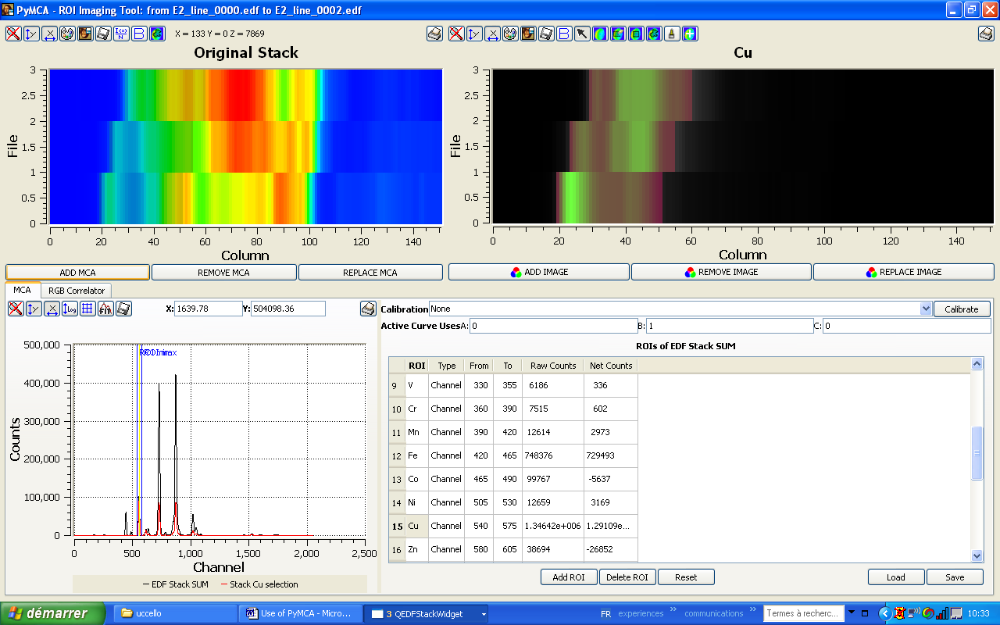 PyMCA - ROI Imaging Tool: from E2_line_0000.edf to E2_line_0002.edf
X = 133 Y = 0 Z = 7869
Original Stack
Cu
3
2.5
2
1.5
1
0.5
0
File
0 20 40 60 80 100 120 140
Column
3
2.5
2
1.5
1
0.5
0
File
0 20 40 60 80 100 120 140
Column
ADD MCA REMOVE MCA REPLACE MCA
ADD IMAGE REMOVE IMAGE REPLACE IMAGE
MCA RGB Correlator
X: 1639.78 Y: 504098.36
Calibration None Calibrate
Active Curve Uses A: 0 B: 1 C: 0
500,000
400,000
300,000
200,000
100,000
0
Counts
0 500 1,000 1,500 2,000 2,500
Channel
EDF Stack SUM Stack Cu selection
ROIs of EDF Stack SUM
ROI Type From To Raw Counts Net Counts
9 V Channel 330 355 6186 336
10 Cr Channel 360 390 7515 602
11 Mn Channel 390 420 12614 2973
12 Fe Channel 420 465 748376 729493
13 Co Channel 465 490 99767 -5637
14 Ni Channel 505 530 12659 3169
15 Cu Channel 540 575 1.34642e+006 1.29109e...
16 Zn Channel 580 605 38694 -26852
Add ROI Delete ROI Reset Load Save
démarrer uccello Use of PyMCA - Micro... 3 QEDFStackWidget FR experiences » communications » Termes à recherc... 10:33